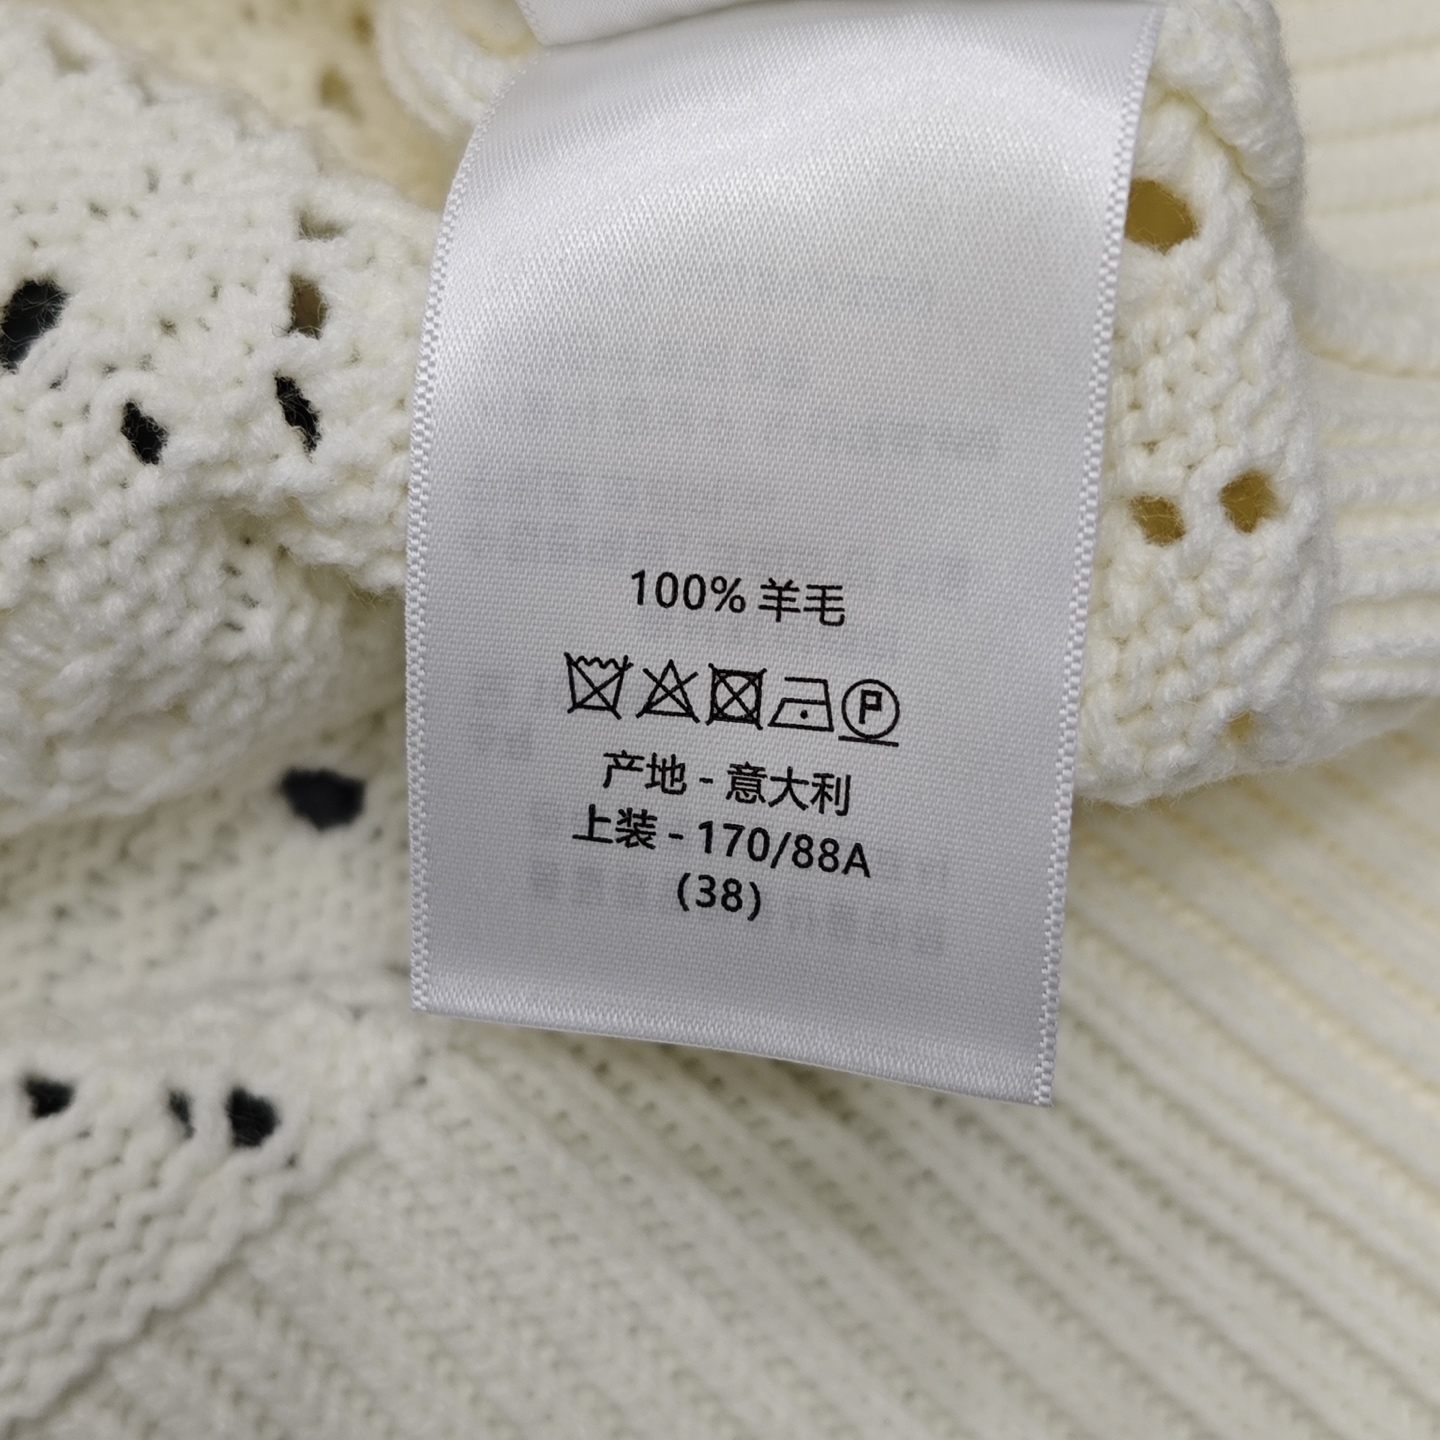 100% 羊毛
P
产地 - 意大利
上装 - 170/88A
(38)